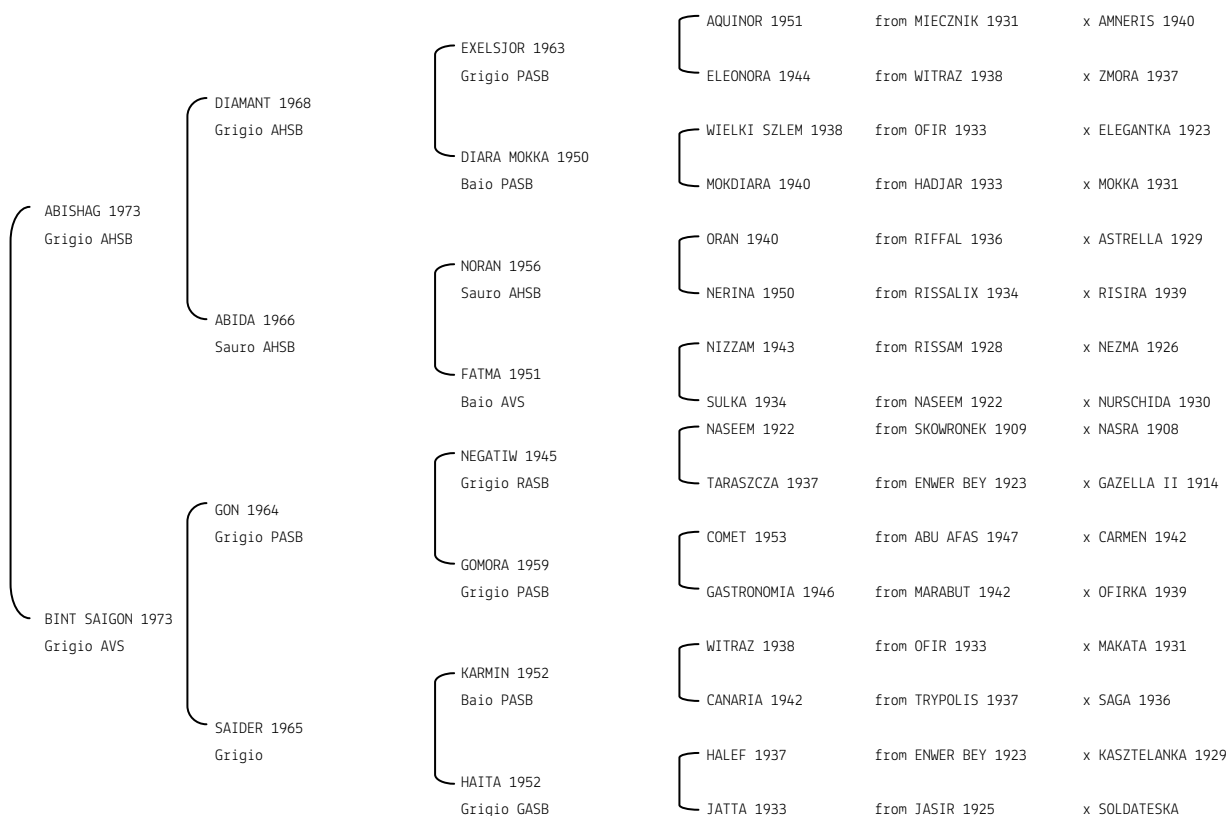 AQUINOR 1951 from MIECZNIK 1931 x AMNERIS 1940
EXELSJOR 1963
Grigio PASB
ELEONORA 1944 from WITRAZ 1938 x ZMORA 1937
DIAMANT 1968
Grigio AHSB
WIELKI SZLEM 1938 from OFIR 1933 x ELEGANTKA 1923
DIARA MOKKA 1950
Baio PASB
MOKDIARA 1940 from HADJAR 1933 x MOKKA 1931
ABISHAG 1973
Grigio AHSB
ORAN 1940 from RIFFAL 1936 x ASTRELLA 1929
NORAN 1956
Sauro AHSB
NERINA 1950 from RISSALIX 1934 x RISIRA 1939
ABIDA 1966
Sauro AHSB
NIZZAM 1943 from RISSAM 1928 x NEZMA 1926
FATMA 1951
Baio AVS
SULKA 1934 from NASEEM 1922 x NURSCHIDA 1930
NASEEM 1922 from SKOWRONEK 1909 x NASRA 1908
NEGATIW 1945
Grigio RASB
TARASZCZA 1937 from ENWER BEY 1923 x GAZELLA II 1914
GON 1964
Grigio PASB
COMET 1953 from ABU AFAS 1947 x CARMEN 1942
GOMORA 1959
Grigio PASB
GASTRONOMIA 1946 from MARABUT 1942 x OFIRKA 1939
BINT SAIGON 1973
Grigio AVS
WITRAZ 1938 from OFIR 1933 x MAKATA 1931
KARMIN 1952
Baio PASB
CANARIA 1942 from TRYPOLIS 1937 x SAGA 1936
SAIDER 1965
Grigio
HALEF 1937 from ENWER BEY 1923 x KASZTELANKA 1929
HAITA 1952
Grigio GASB
JATTA 1933 from JASIR 1925 x SOLDATESKA